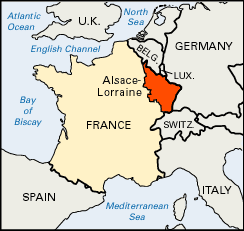 Atlantic
Ocean
U.K.
North
Sea
English Channel
BELG.
GERMANY
LUX.
Alsace-
Lorraine
Bay
of
Biscay
FRANCE
SWITZ.
SPAIN
ITALY
Mediterranean
Sea